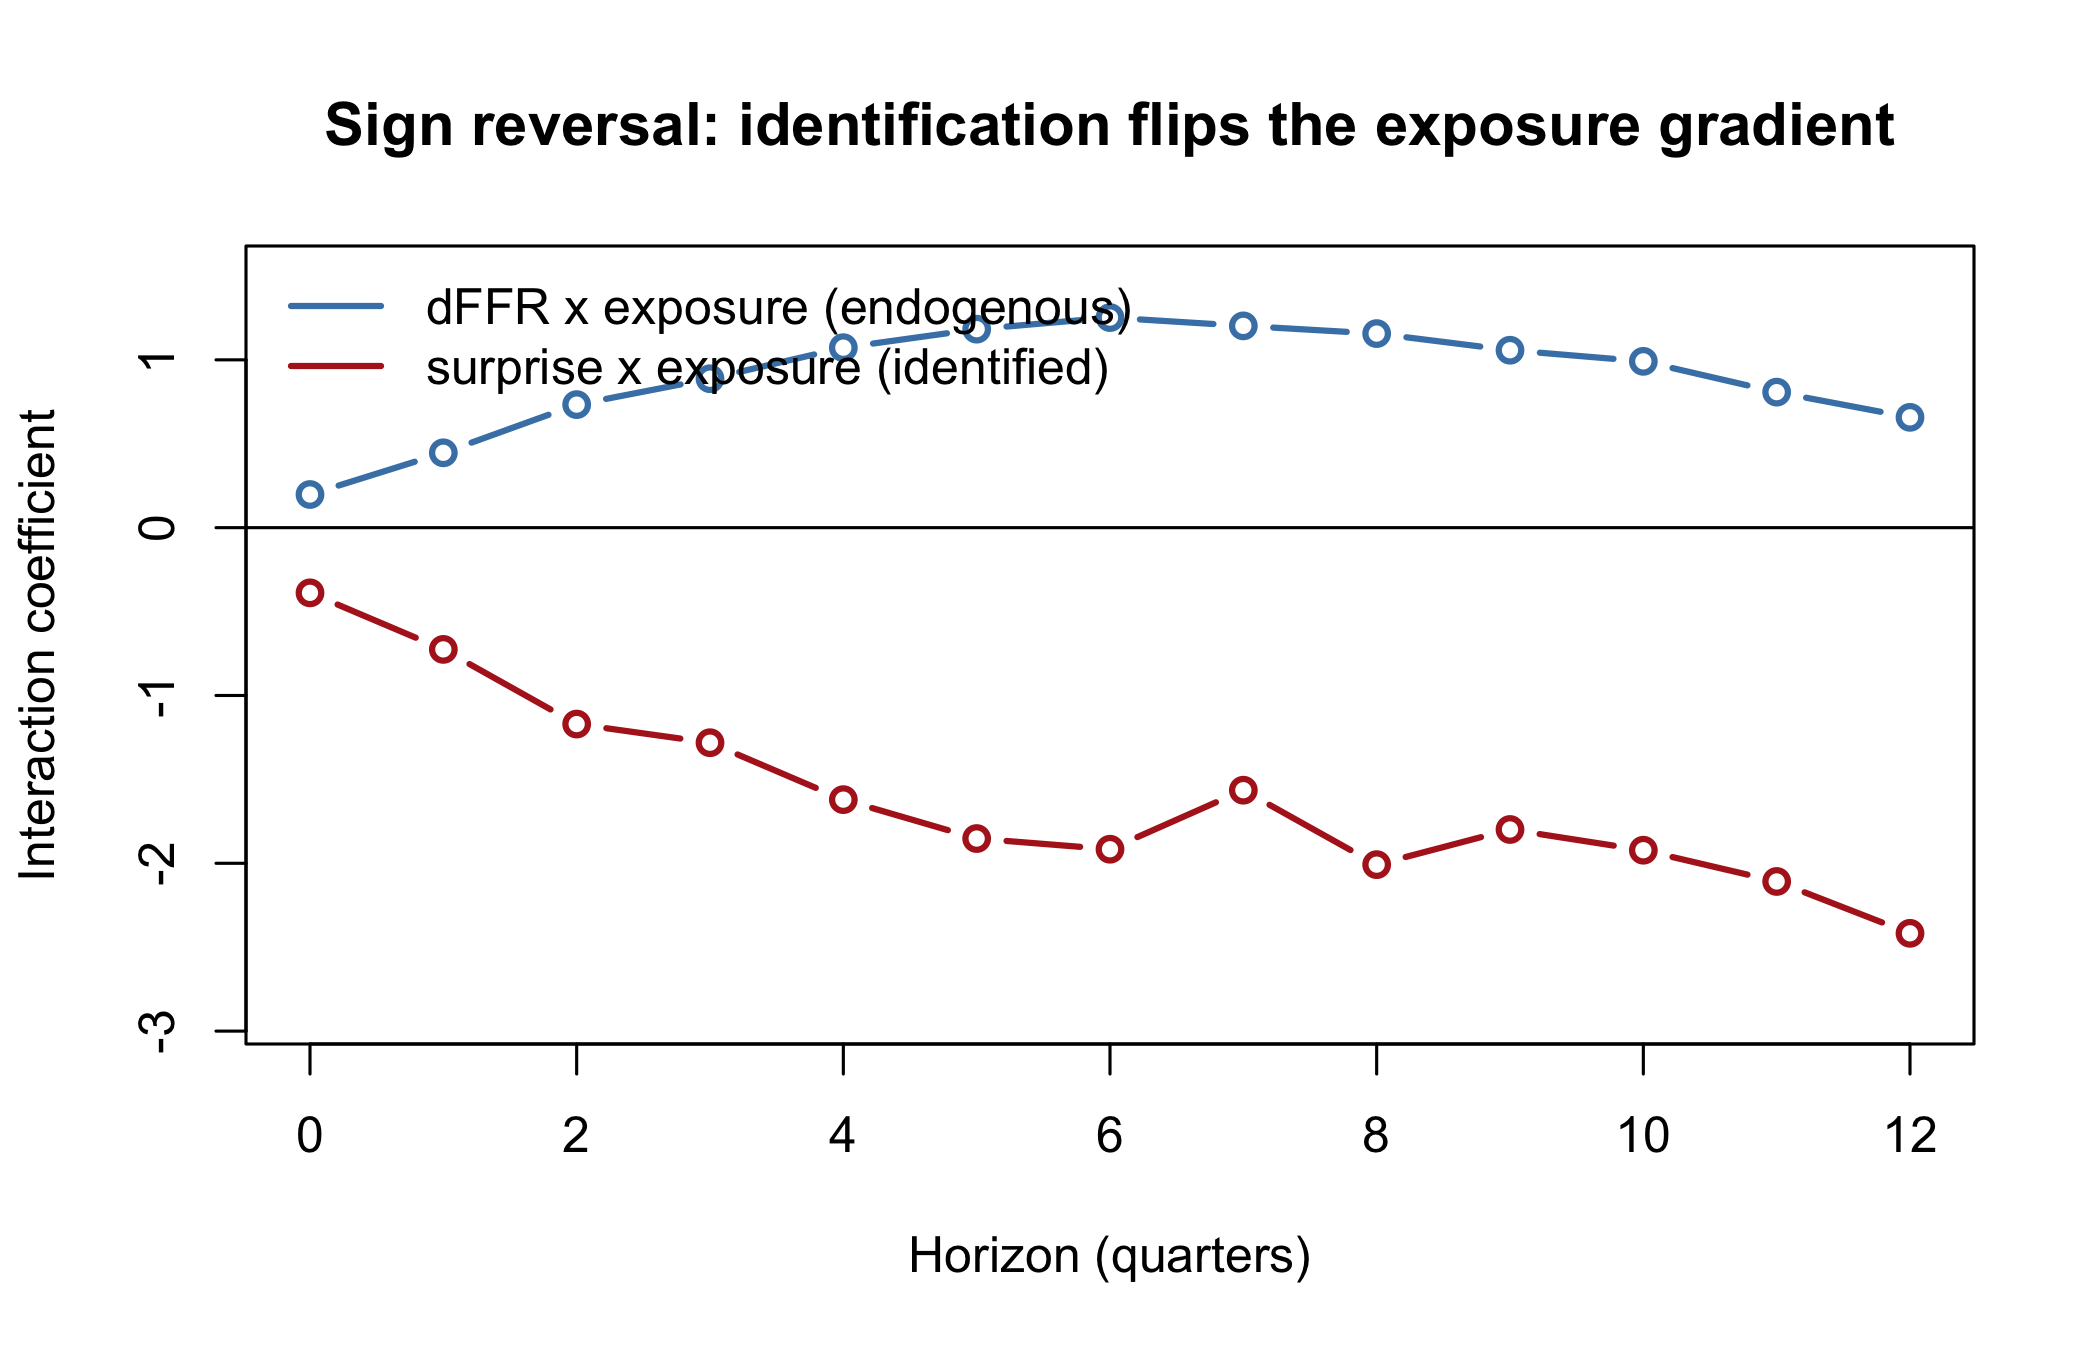 Sign reversal: identification flips the exposure gradient
dFFR x exposure (endogenous)
surprise x exposure (identified)
Interaction coefficient
1
0
-1
-2
-3
0 2 4 6 8 10 12
Horizon (quarters)